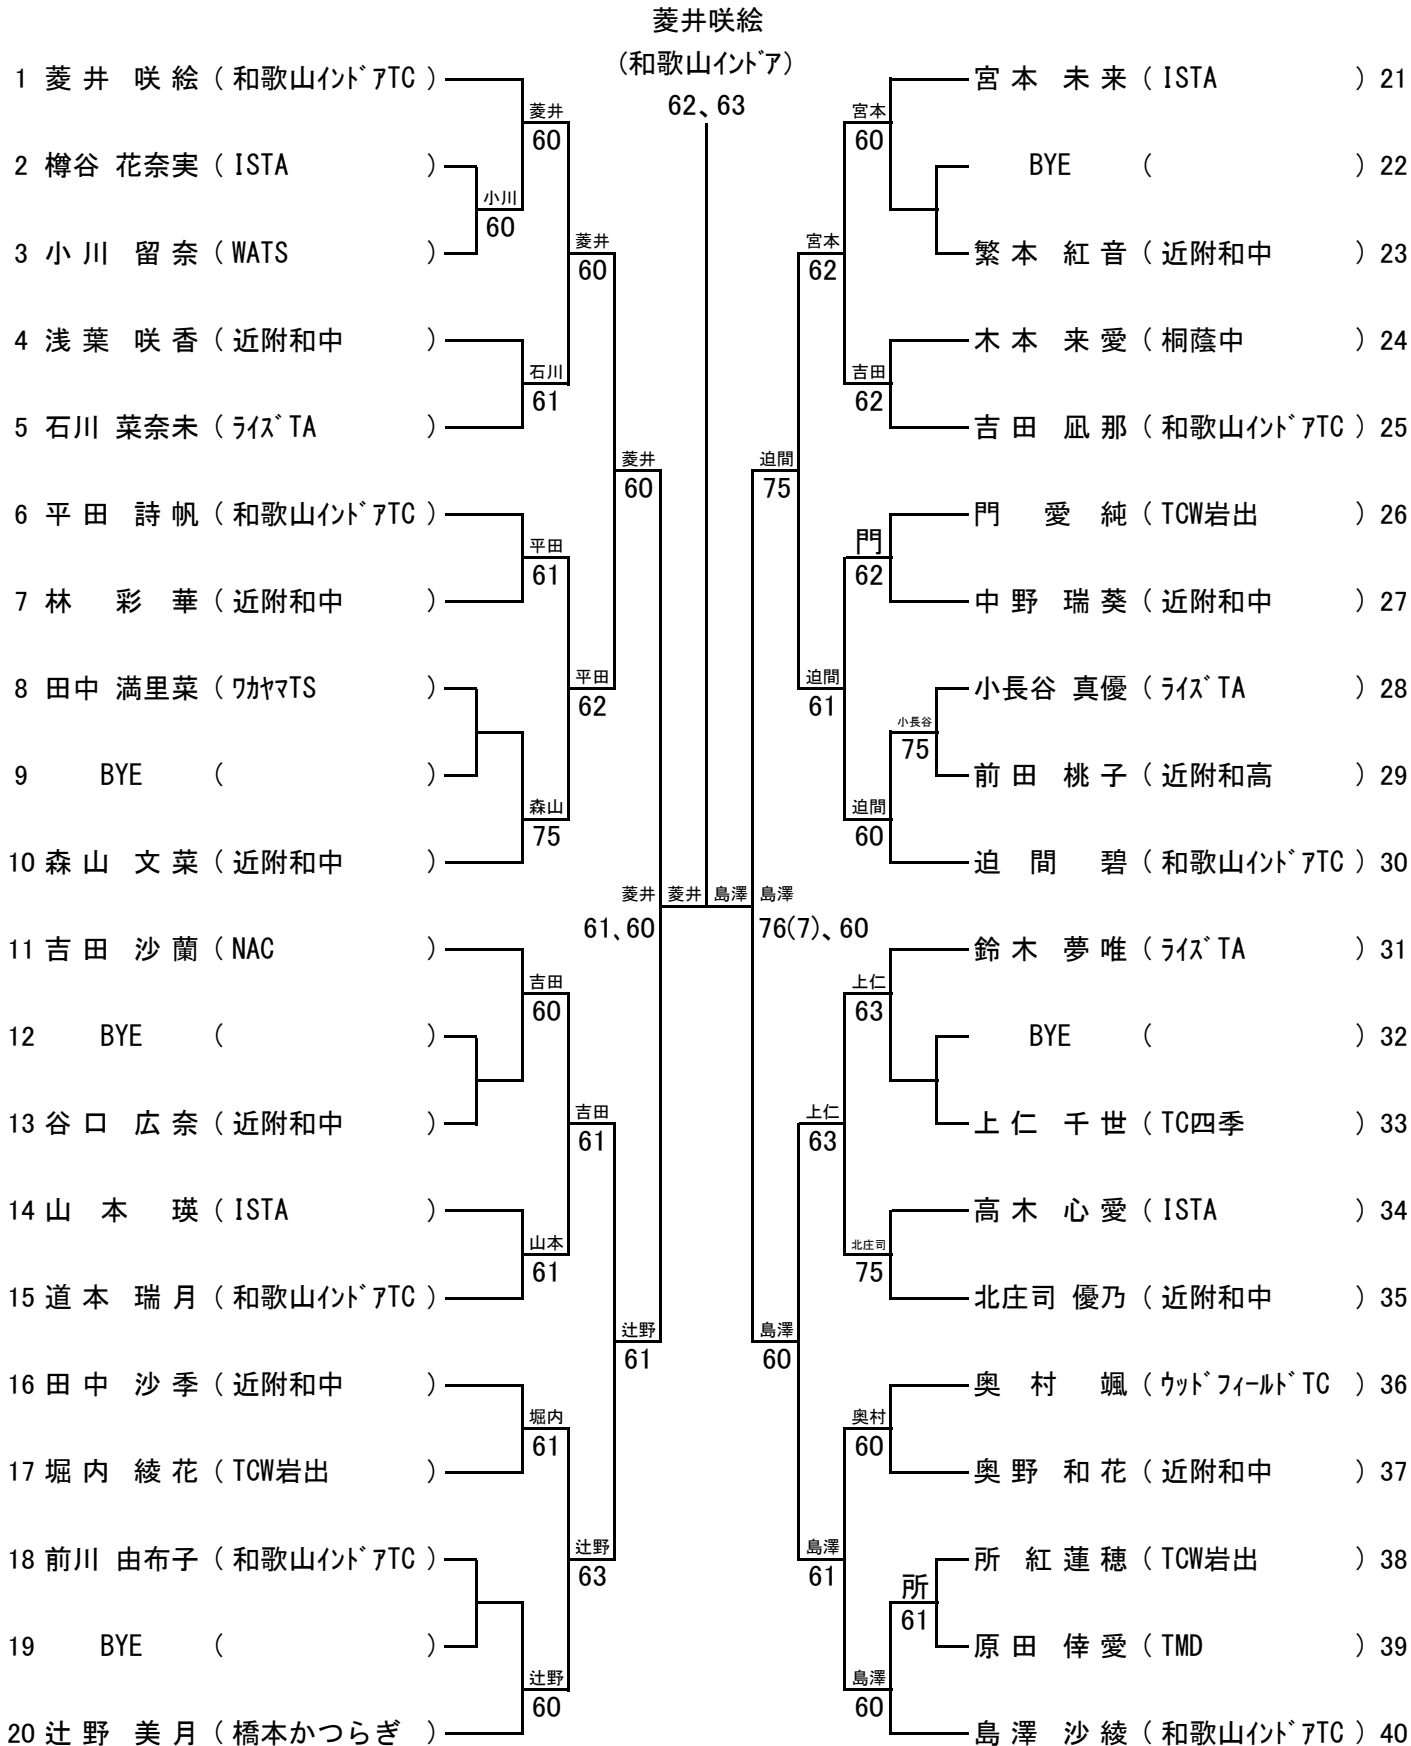 菱井咲絵
(和歌山インドア)
62、63
1 菱井 咲絵 ( 和歌山インドアTC )
菱井
60
2 樽谷 花奈実 ( ISTA )
小川
60
3 小川 留奈 ( WATS )
菱井
60
4 浅葉 咲香 ( 近附和中 )
石川
61
5 石川 菜奈未 ( ライズTA )
菱井
60
6 平田 詩帆 ( 和歌山インドアTC )
平田
61
7 林 彩華 ( 近附和中 )
平田
62
8 田中 満里菜 ( ワカヤマTS )
9 BYE ( )
森山
75
10 森山 文菜 ( 近附和中 )
菱井 菱井 島澤 島澤
61、60 76(7)、60
11 吉田 沙蘭 ( NAC )
吉田
60
12 BYE ( )
13 谷口 広奈 ( 近附和中 )
吉田
61
14 山本 瑛 ( ISTA )
山本
61
15 道本 瑞月 ( 和歌山インドアTC )
辻野
61
16 田中 沙季 ( 近附和中 )
堀内
61
17 堀内 綾花 ( TCW岩出 )
辻野
63
18 前川 由布子 ( 和歌山インドアTC )
19 BYE ( )
辻野
60
20 辻野 美月 ( 橋本かつらぎ )
宮本 未来 ( ISTA ) 21
宮本
60
BYE ( ) 22
繁本 紅音 ( 近附和中 ) 23
宮本
62
木本 来愛 ( 桐蔭中 ) 24
吉田
62
吉田 凪那 ( 和歌山インドアTC ) 25
迫間
75
門 愛純 ( TCW岩出 ) 26
門
62
中野 瑞葵 ( 近附和中 ) 27
迫間
61
小長谷 真優 ( ライズTA ) 28
小長谷
75
前田 桃子 ( 近附和高 ) 29
迫間
60
迫間 碧 ( 和歌山インドアTC ) 30
鈴木 夢唯 ( ライズTA ) 31
上仁
63
BYE ( ) 32
上仁 千世 ( TC四季 ) 33
上仁
63
高木 心愛 ( ISTA ) 34
北庄司
75
北庄司 優乃 ( 近附和中 ) 35
島澤
60
奥村 颯 ( ウッドフィールドTC ) 36
奥村
60
奥野 和花 ( 近附和中 ) 37
島澤
61
所 紅蓮穂 ( TCW岩出 ) 38
所
61
原田 倖愛 ( TMD ) 39
島澤
60
島澤 沙綾 ( 和歌山インドアTC ) 40